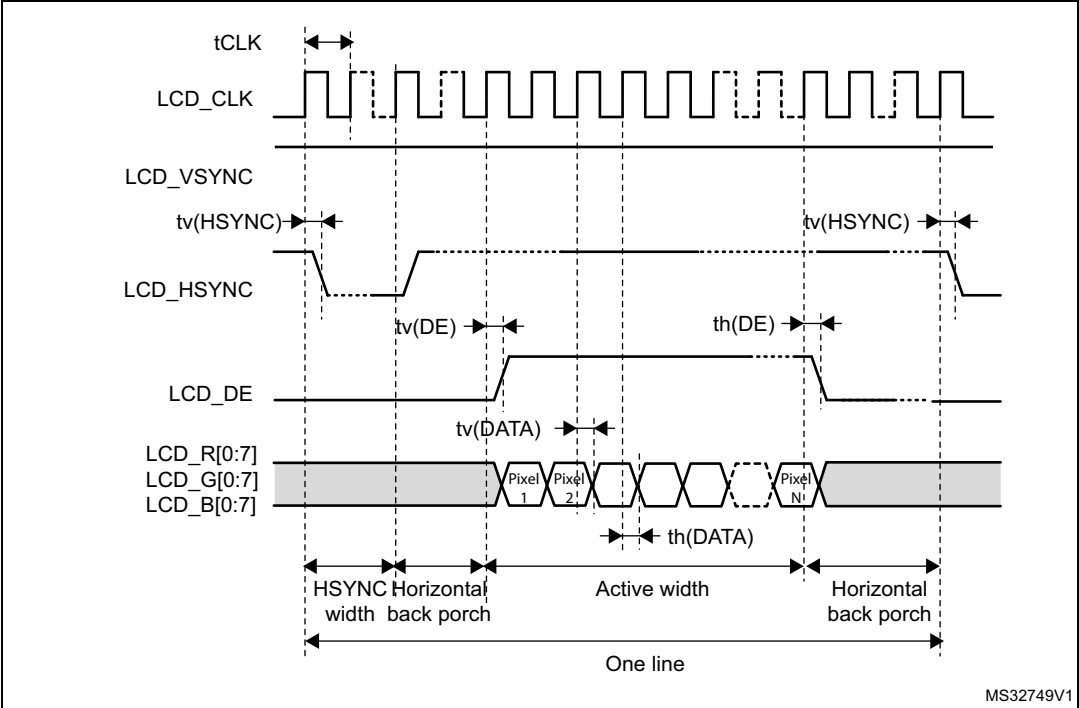 tCLK
LCD_CLK
LCD_VSYNC
tv(HSYNC)
tv(HSYNC)
LCD_HSYNC
tv(DE)
th(DE)
LCD_DE
tv(DATA)
LCD_R[0:7]
LCD_G[0:7]
LCD_B[0:7]
Pixel
1
Pixel
2
Pixel
N
th(DATA)
HSYNC
width
Horizontal
back porch
Active width
Horizontal
back porch
One line
MS32749V1